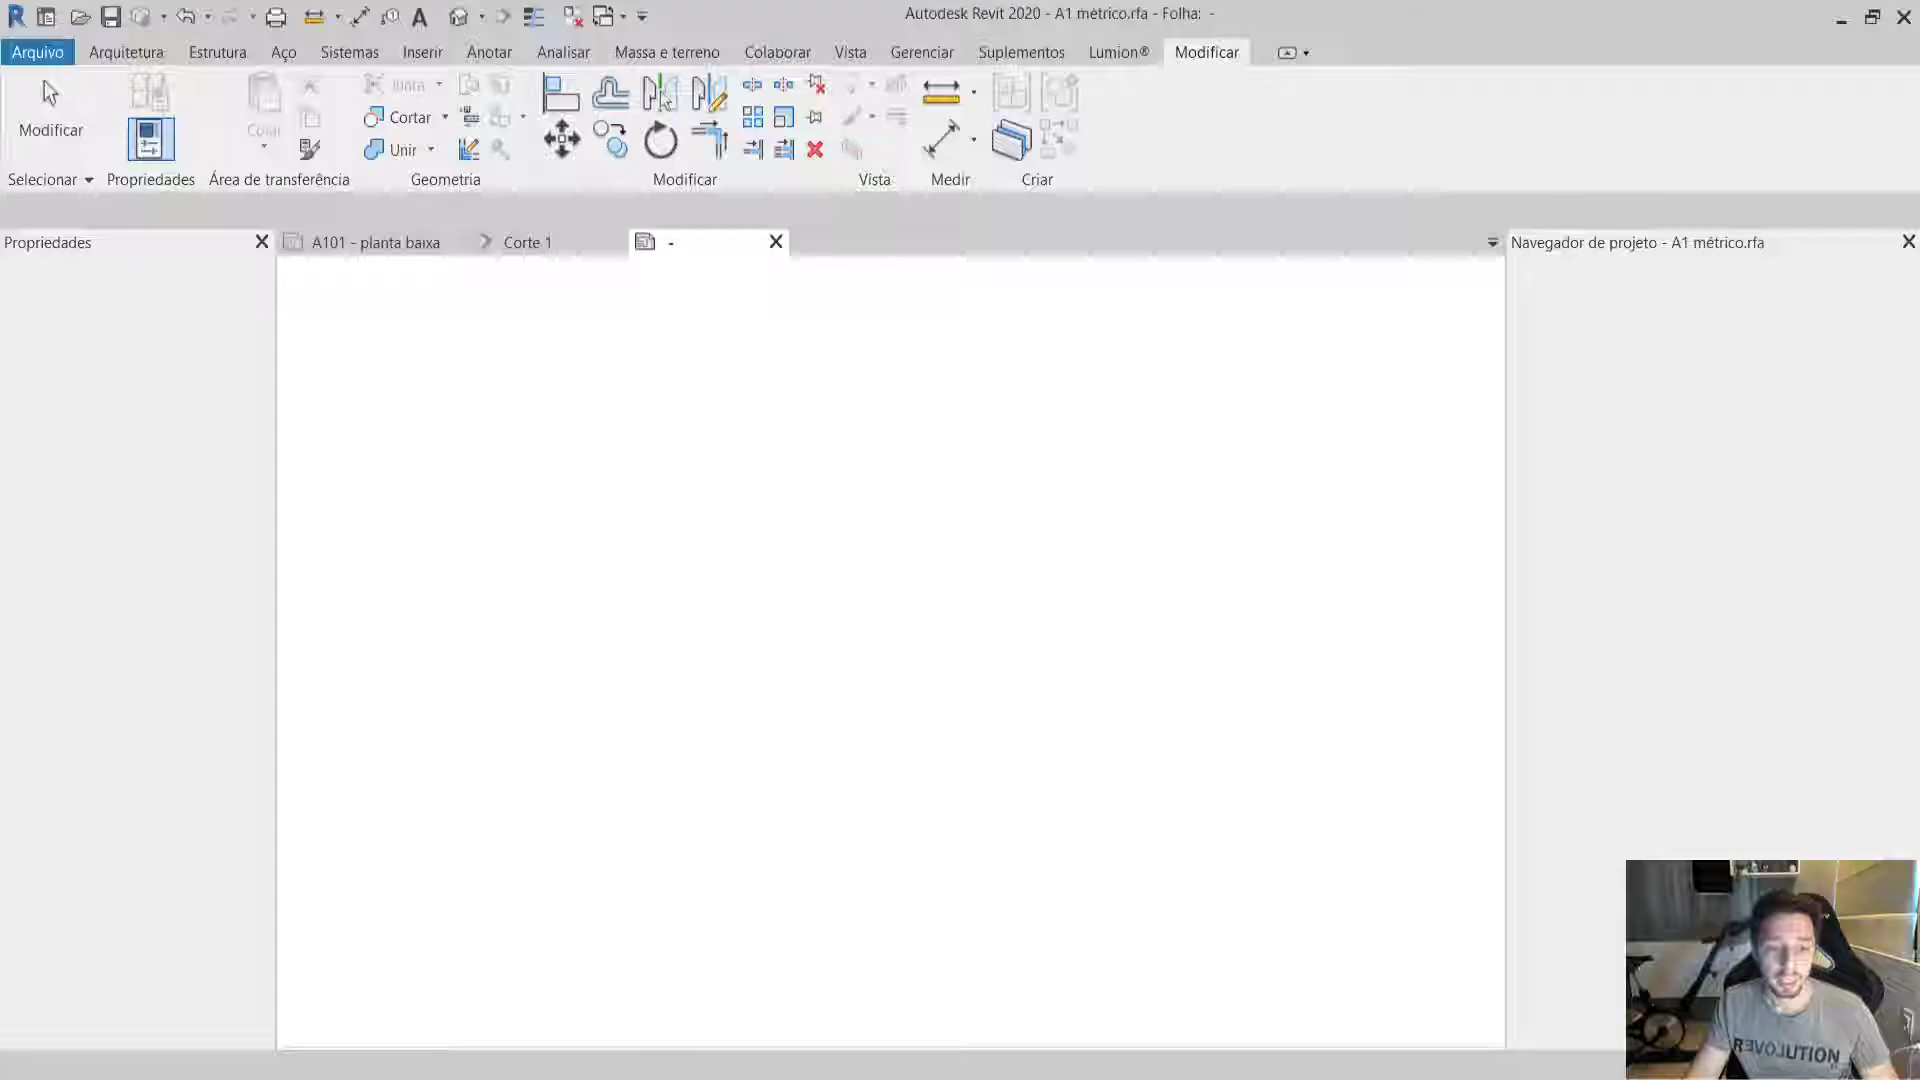 Autodesk Revit 2020 - A1 métrico.rfa - Folha: -
Arquivo Arquitetura Estrutura Aço Sistemas Inserir Anotar Analisar Massa e terreno Colaborar Vista Gerenciar Suplementos Lumion® Modificar
Junta
Modificar Colar Cortar
Unir
Selecionar Propriedades Área de transferência Geometria Modificar Vista Medir Criar
Propriedades A101 - planta baixa Corte 1 - Navegador de projeto - A1 métrico.rfa
REVOLUTION